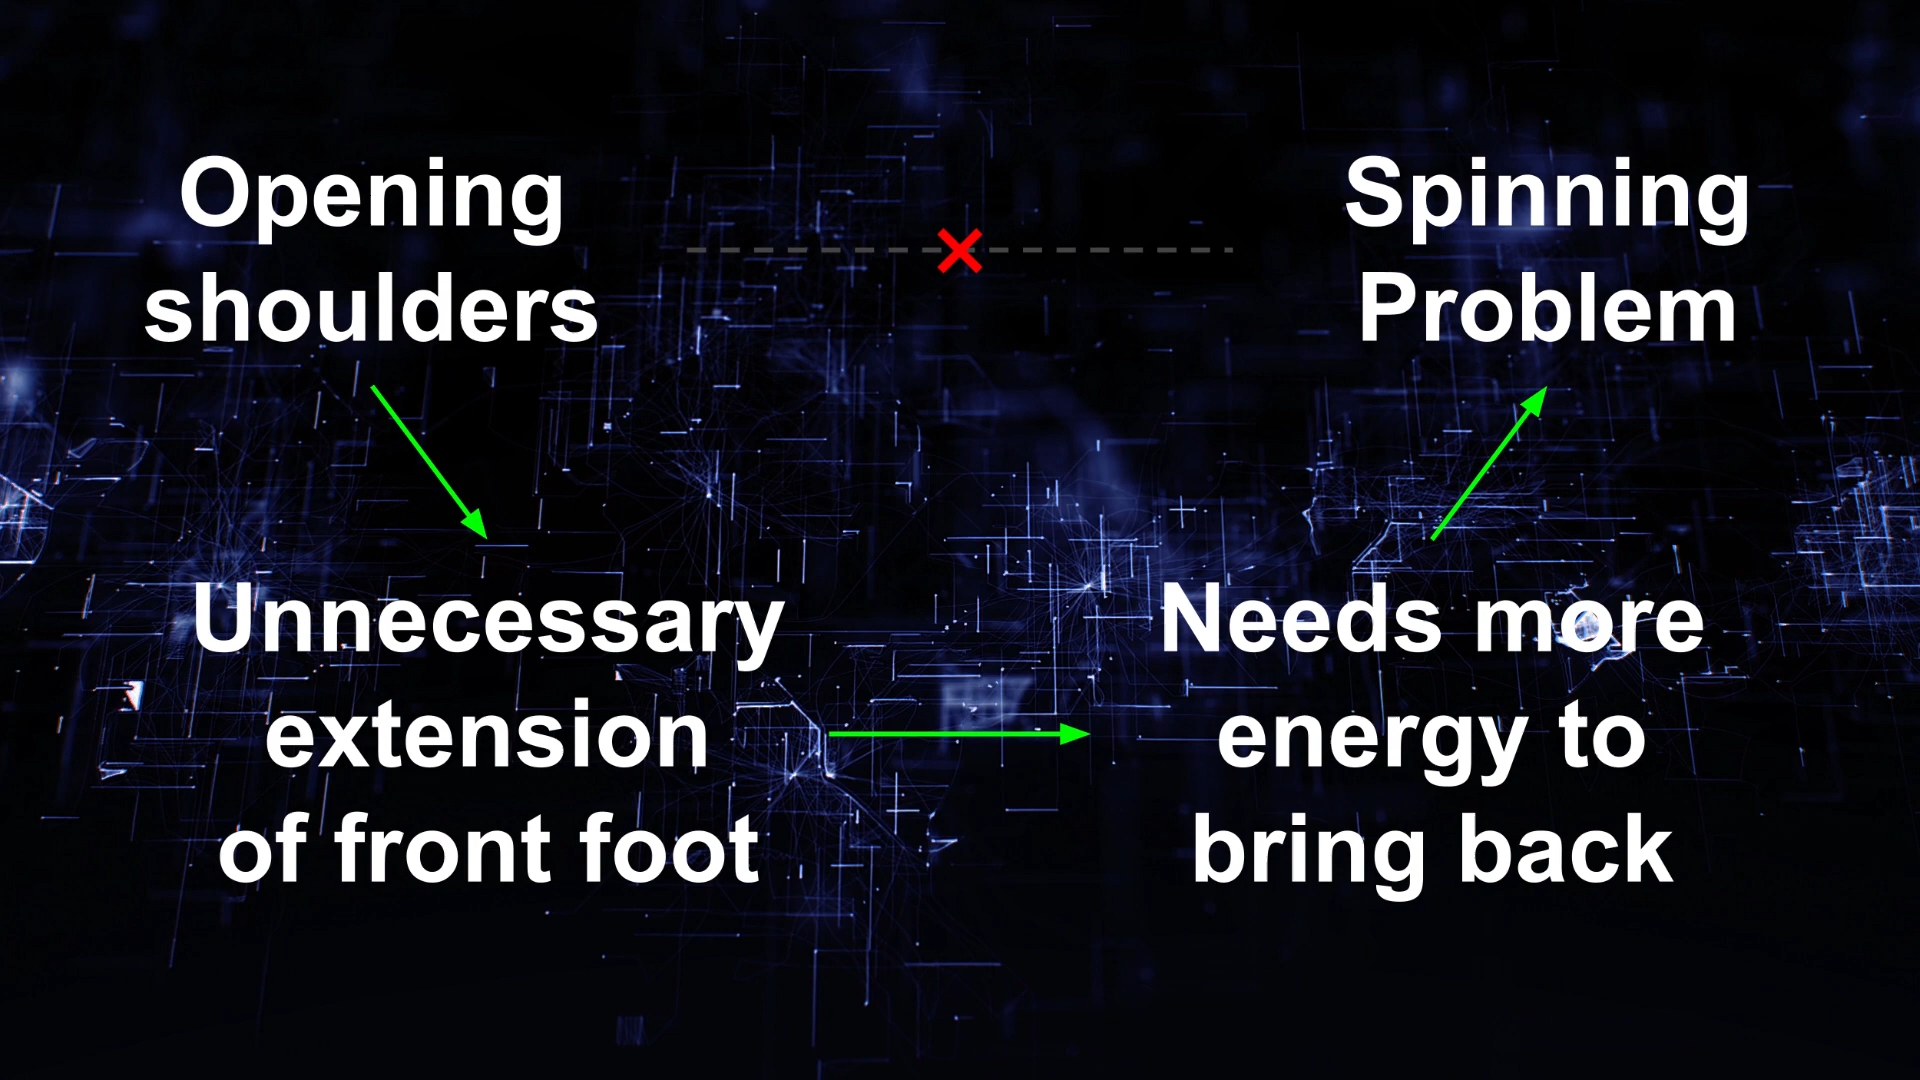 Opening
shoulders
Spinning
Problem
Unnecessary
extension
of front foot
Needs more
energy to
bring back